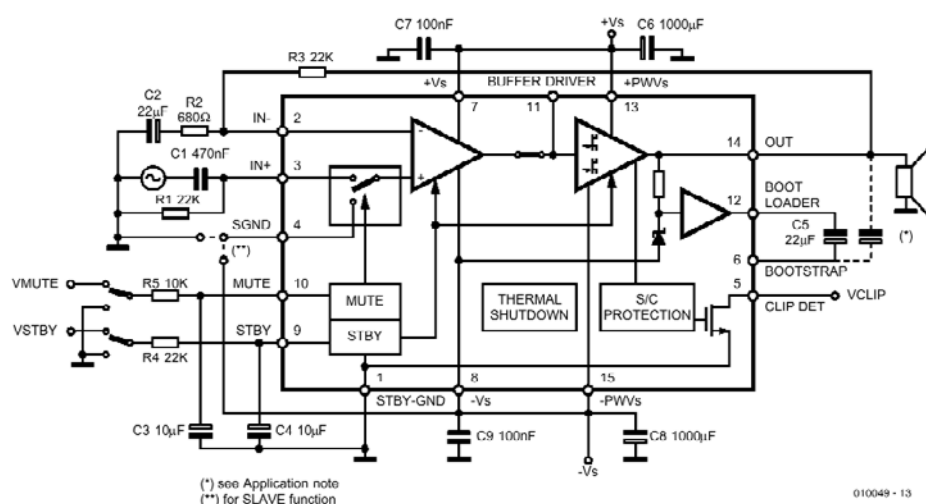 C7 100nF
+Vs
C6 1000µF
R3 22K
+Vs
BUFFER DRIVER
+PWVs
7
11
13
C2
22µF
R2
680Ω
IN-
2
-
14
OUT
C1 470nF
IN+
3
+
R1 22K
SGND
4
(**)
BOOT
LOADER
12
C5
22µF
(*)
6
BOOTSTRAP
VMUTE
R5 10K
MUTE
10
MUTE
THERMAL
SHUTDOWN
S/C
PROTECTION
5
CLIP DET
VCLIP
VSTBY
R4 22K
STBY
9
STBY
1
8
15
STBY-GND
-Vs
-PWVs
C3 10µF
C4 10µF
C9 100nF
C8 1000µF
-Vs
(*) see Application note
(**) for SLAVE function
010049 - 13